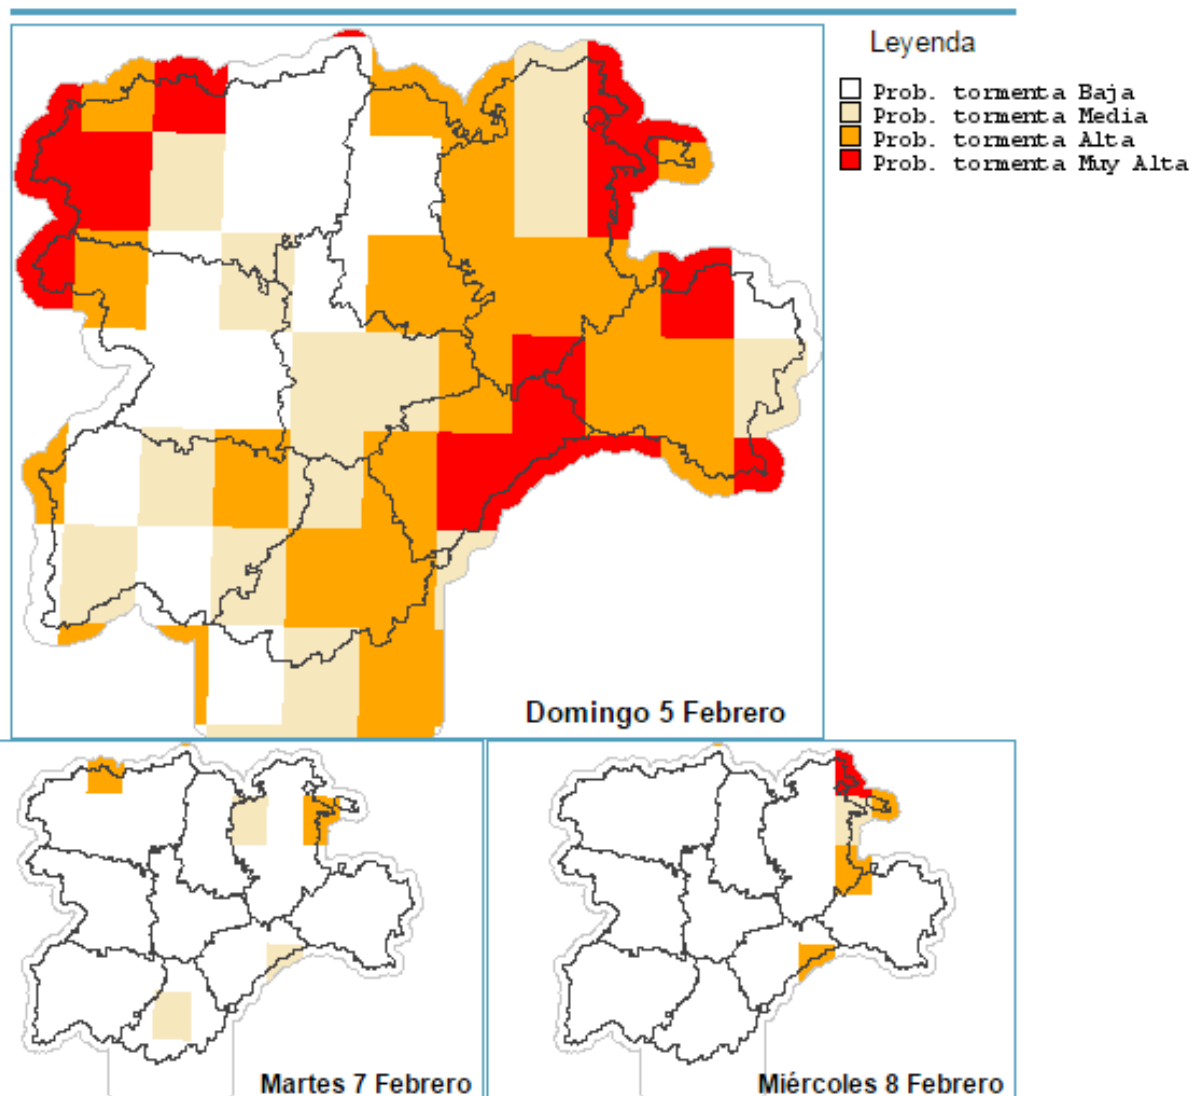 Leyenda
Prob. tormenta Baja
Prob. tormenta Media
Prob. tormenta Alta
Prob. tormenta Muy Alta
Domingo 5 Febrero
Martes 7 Febrero
Miércoles 8 Febrero